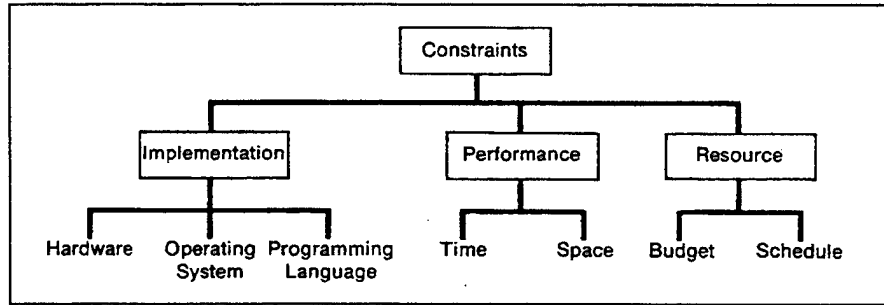 Constraints
Implementation
Performance
Resource
Hardware
Operating
System
Programming
Language
Time
Space
Budget
Schedule